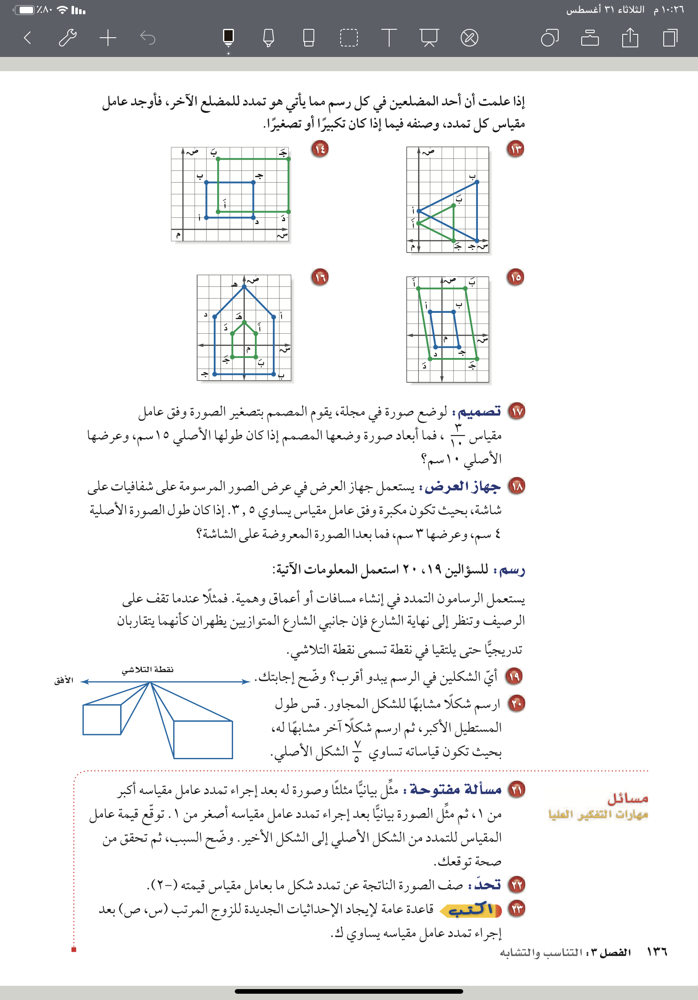 ١٠:٢٦ م الثلاثاء ٣١ أغسطس
٪٨٠
إذا علمت أن أحد المضلعين في كل رسم مما يأتي هو تمدد للمضلع الآخر، فأوجد عامل
مقياس كل تمدد، وصنفه فيما إذا كان تكبيرًا أو تصغيرًا.
١٣
ص
ب
بَ
أ
أَ
م
جـَ
جـ
س
١٤
ص
بَ
جـَ
ب
جـ
أَ
أ
د
دَ
م
س
١٥
أَ
ص
بَ
أ
ب
م
س
د
جـ
دَ
جـَ
١٦
هـ
ص
د
هـَ
أ
دَ
أَ
م
س
جـَ
بَ
جـ
ب
١٧ تصميم: لوضع صورة في مجلة، يقوم المصمم بتصغير الصورة وفق عامل
مقياس ٣/١٠ ، فما أبعاد صورة وضعها المصمم إذا كان طولها الأصلي ١٥سم، وعرضها
الأصلي ١٠سم؟
١٨ جهاز العرض: يستعمل جهاز العرض في عرض الصور المرسومة على شفافيات على
شاشة، بحيث تكون مكبرة وفق عامل مقياس يساوي ٣,٥. إذا كان طول الصورة الأصلية
٤ سم، وعرضها ٣ سم، فما بعدا الصورة المعروضة على الشاشة؟
رسم: للسؤالين ١٩، ٢٠ استعمل المعلومات الآتية:
يستعمل الرسامون التمدد في إنشاء مسافات أو أعماق وهمية. فمثلًا عندما تقف على
الرصيف وتنظر إلى نهاية الشارع فإن جانبي الشارع المتوازيين يظهران كأنهما يتقاربان
تدريجيًّا حتى يلتقيا في نقطة تسمى نقطة التلاشي.
١٩ أيّ الشكلين في الرسم يبدو أقرب؟ وضّح إجابتك.
نقطة التلاشي
الأفق
٢٠ ارسم شكلًا مشابهًا للشكل المجاور. قس طول
المستطيل الأكبر، ثم ارسم شكلًا آخر مشابهًا له،
بحيث تكون قياساته تساوي ٧/٥ الشكل الأصلي.
مسائل
مهارات التفكير العليا
٢١ مسألة مفتوحة: مثِّل بيانيًّا مثلثًا وصورة له بعد إجراء تمدد عامل مقياسه أكبر
من ١، ثم مثِّل الصورة بيانيًّا بعد إجراء تمدد عامل مقياسه أصغر من ١. توقّع قيمة عامل
المقياس للتمدد من الشكل الأصلي إلى الشكل الأخير. وضّح السبب، ثم تحقق من
صحة توقعك.
٢٢ تحدّ: صف الصورة الناتجة عن تمدد شكل ما بعامل مقياس قيمته (-٢).
٢٣ اكتب قاعدة عامة لإيجاد الإحداثيات الجديدة للزوج المرتب (س، ص) بعد
إجراء تمدد عامل مقياسه يساوي ك.
١٣٦ الفصل ٣: التناسب والتشابه